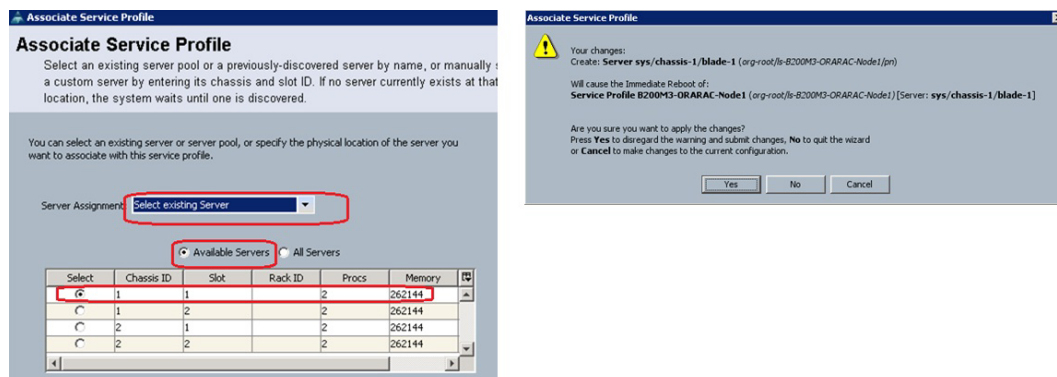 Associate Service Profile
Associate Service Profile
Select an existing server pool or a previously-discovered server by name, or manually
a custom server by entering its chassis and slot ID. If no server currently exists at that
location, the system waits until one is discovered.
You can select an existing server or server pool, or specify the physical location of the server you
want to associate with this service profile.
Server Assignment: Select existing Server
Available Servers All Servers
Select Chassis ID Slot Rack ID Procs Memory
1 1 2 262144
1 2 2 262144
2 1 2 262144
2 2 2 262144
Associate Service Profile
Your changes:
Create: Server sys/chassis-1/blade-1 (org-root/ls-B200M3-ORARAC-Node1/pn)
Will cause the Immediate Reboot of:
Service Profile B200M3-ORARAC-Node1 (org-root/ls-B200M3-ORARAC-Node1) [Server: sys/chassis-1/blade-1]
Are you sure you want to apply the changes?
Press Yes to disregard the warning and submit changes, No to quit the wizard
or Cancel to make changes to the current configuration.
Yes No Cancel